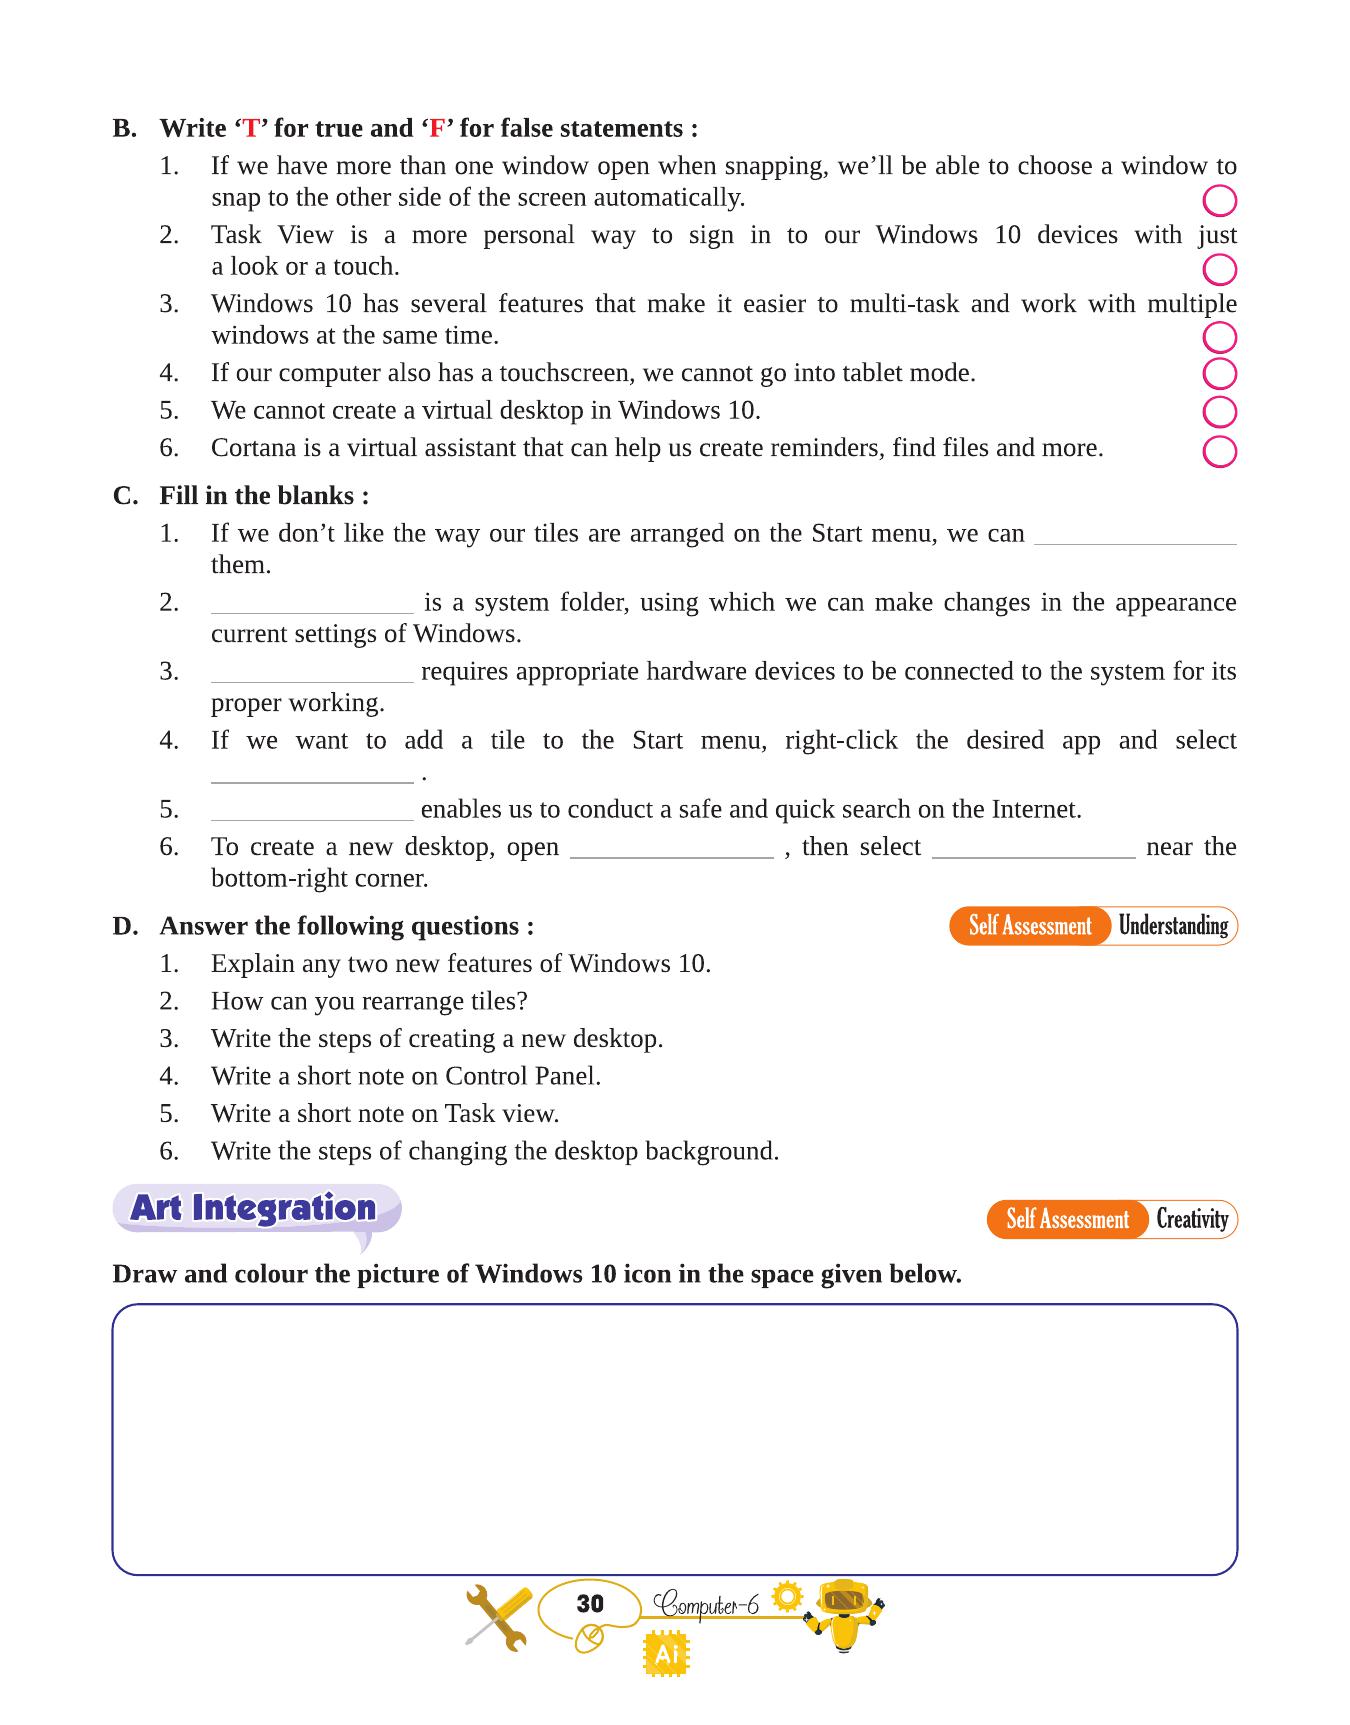 B. Write ‘T’ for true and ‘F’ for false statements :
1. If we have more than one window open when snapping, we’ll be able to choose a window to
snap to the other side of the screen automatically.
2. Task View is a more personal way to sign in to our Windows 10 devices with just
a look or a touch.
3. Windows 10 has several features that make it easier to multi-task and work with multiple
windows at the same time.
4. If our computer also has a touchscreen, we cannot go into tablet mode.
5. We cannot create a virtual desktop in Windows 10.
6. Cortana is a virtual assistant that can help us create reminders, find files and more.
C. Fill in the blanks :
1. If we don’t like the way our tiles are arranged on the Start menu, we can _______________
them.
2. _______________ is a system folder, using which we can make changes in the appearance
current settings of Windows.
3. _______________ requires appropriate hardware devices to be connected to the system for its
proper working.
4. If we want to add a tile to the Start menu, right-click the desired app and select
_______________ .
5. _______________ enables us to conduct a safe and quick search on the Internet.
6. To create a new desktop, open _______________ , then select _______________ near the
bottom-right corner.
D. Answer the following questions : Self Assessment Understanding
1. Explain any two new features of Windows 10.
2. How can you rearrange tiles?
3. Write the steps of creating a new desktop.
4. Write a short note on Control Panel.
5. Write a short note on Task view.
6. Write the steps of changing the desktop background.
Art Integration Self Assessment Creativity
Draw and colour the picture of Windows 10 icon in the space given below.
30 Computer-6
Ai